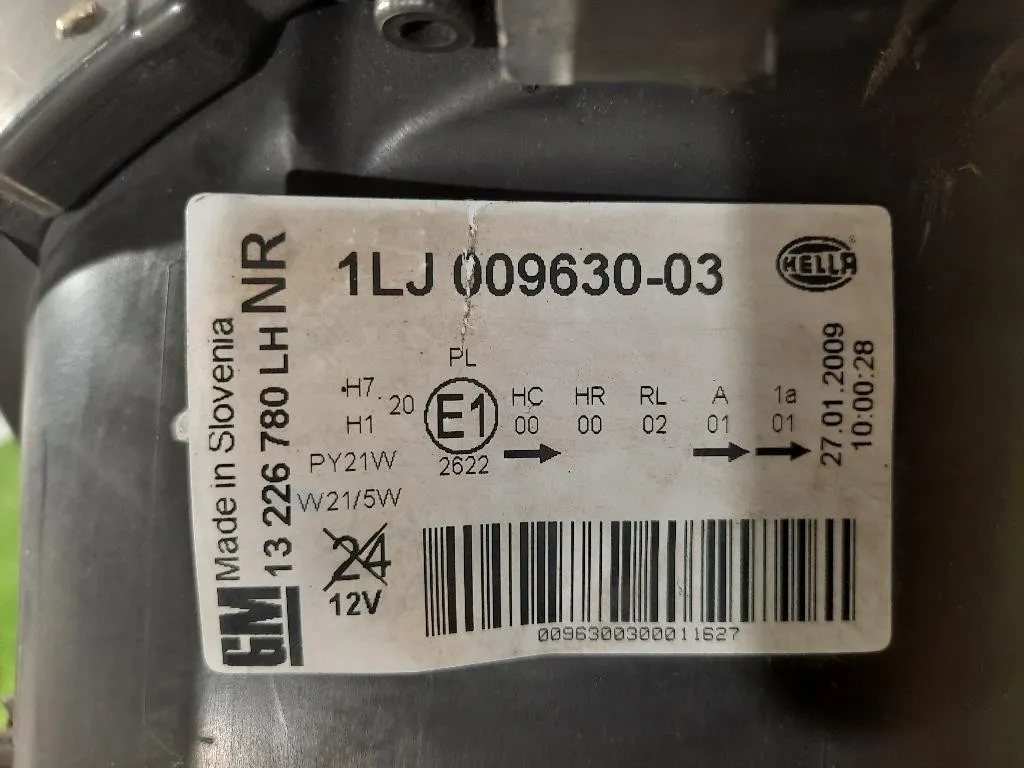 1LJ 009630-03
HELLA
GM
Made in Slovenia
13 226 780 LH NR
H7
H1
20
PY21W
W21/5W
24
12V
PL
E1
2622
HC HR RL A 1a
00 00 02 01 01
27.01.2009
10:00:28
0096300300011627